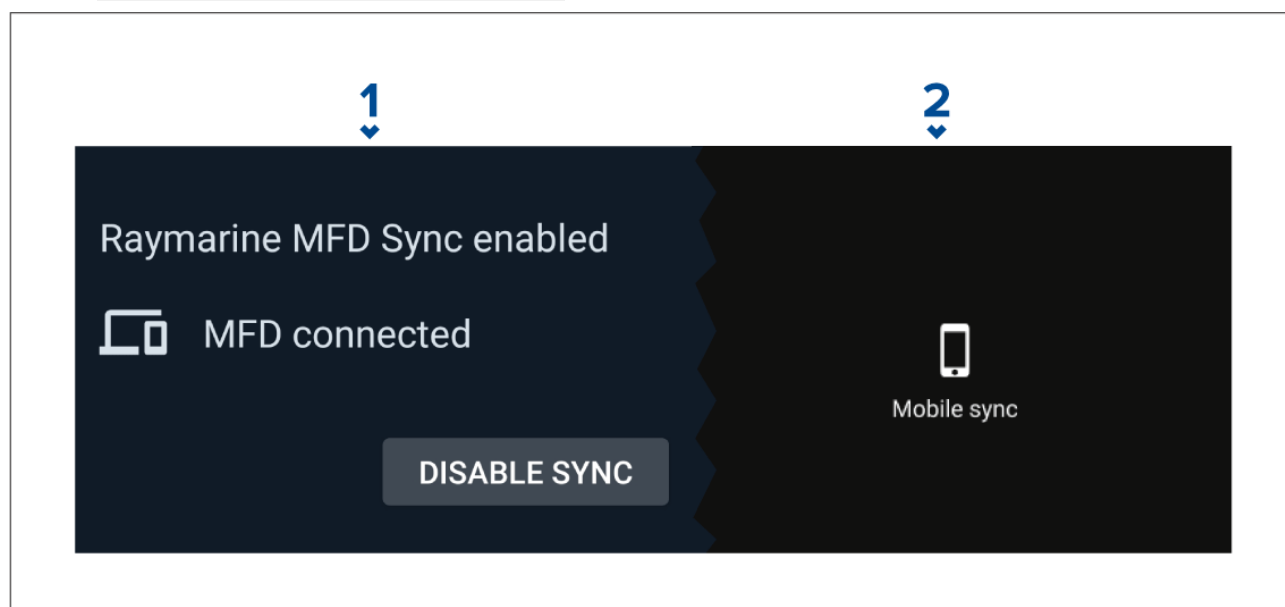 1
2
Raymarine MFD Sync enabled
MFD connected
DISABLE SYNC
Mobile sync